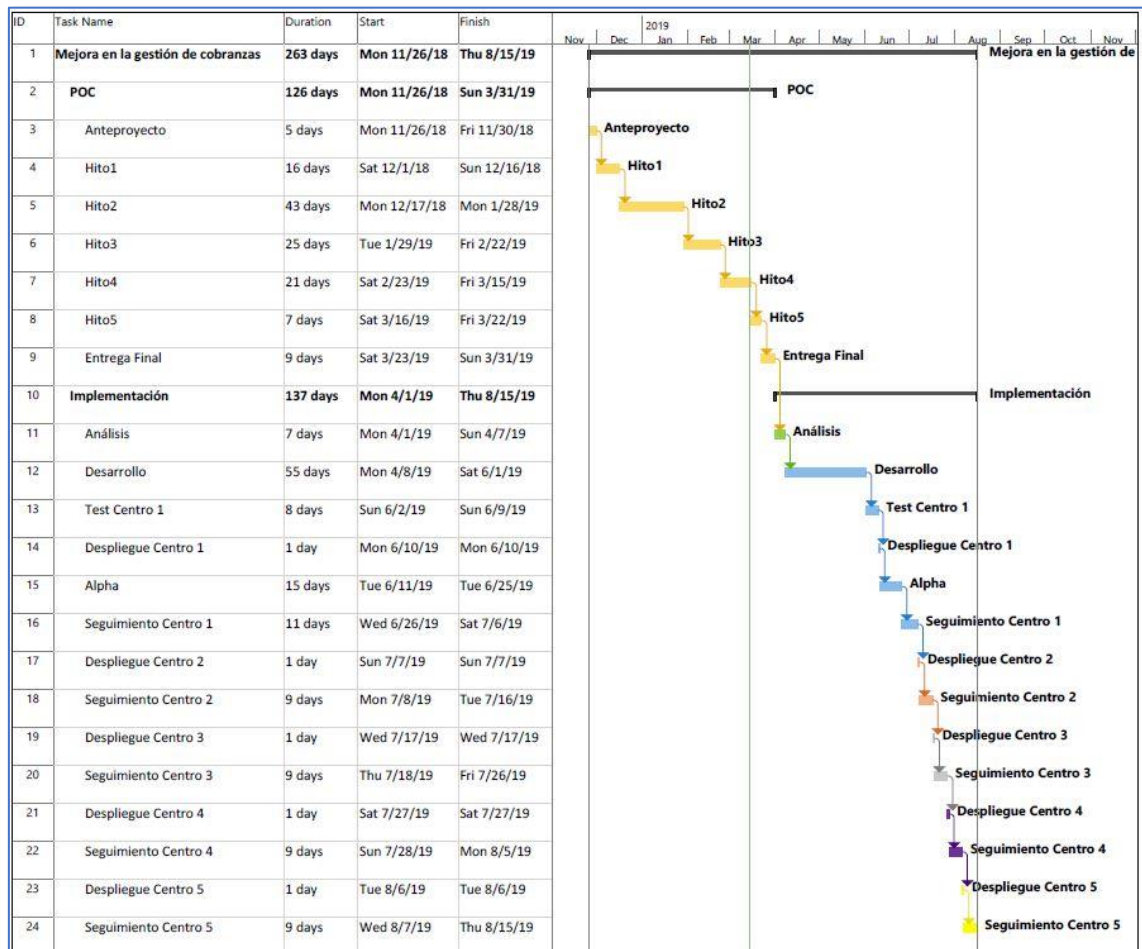 ID Task Name Duration Start Finish
2019
Nov Dec Jan Feb Mar Apr May Jun Jul Aug Sep Oct Nov
1 Mejora en la gestión de cobranzas 263 days Mon 11/26/18 Thu 8/15/19 Mejora en la gestión de
2 POC 126 days Mon 11/26/18 Sun 3/31/19 POC
3 Anteproyecto 5 days Mon 11/26/18 Fri 11/30/18 Anteproyecto
4 Hito1 16 days Sat 12/1/18 Sun 12/16/18 Hito1
5 Hito2 43 days Mon 12/17/18 Mon 1/28/19 Hito2
6 Hito3 25 days Tue 1/29/19 Fri 2/22/19 Hito3
7 Hito4 21 days Sat 2/23/19 Fri 3/15/19 Hito4
8 Hito5 7 days Sat 3/16/19 Fri 3/22/19 Hito5
9 Entrega Final 9 days Sat 3/23/19 Sun 3/31/19 Entrega Final
10 Implementación 137 days Mon 4/1/19 Thu 8/15/19 Implementación
11 Análisis 7 days Mon 4/1/19 Sun 4/7/19 Análisis
12 Desarrollo 55 days Mon 4/8/19 Sat 6/1/19 Desarrollo
13 Test Centro 1 8 days Sun 6/2/19 Sun 6/9/19 Test Centro 1
14 Despliegue Centro 1 1 day Mon 6/10/19 Mon 6/10/19 Despliegue Centro 1
15 Alpha 15 days Tue 6/11/19 Tue 6/25/19 Alpha
16 Seguimiento Centro 1 11 days Wed 6/26/19 Sat 7/6/19 Seguimiento Centro 1
17 Despliegue Centro 2 1 day Sun 7/7/19 Sun 7/7/19 Despliegue Centro 2
18 Seguimiento Centro 2 9 days Mon 7/8/19 Tue 7/16/19 Seguimiento Centro 2
19 Despliegue Centro 3 1 day Wed 7/17/19 Wed 7/17/19 Despliegue Centro 3
20 Seguimiento Centro 3 9 days Thu 7/18/19 Fri 7/26/19 Seguimiento Centro 3
21 Despliegue Centro 4 1 day Sat 7/27/19 Sat 7/27/19 Despliegue Centro 4
22 Seguimiento Centro 4 9 days Sun 7/28/19 Mon 8/5/19 Seguimiento Centro 4
23 Despliegue Centro 5 1 day Tue 8/6/19 Tue 8/6/19 Despliegue Centro 5
24 Seguimiento Centro 5 9 days Wed 8/7/19 Thu 8/15/19 Seguimiento Centro 5